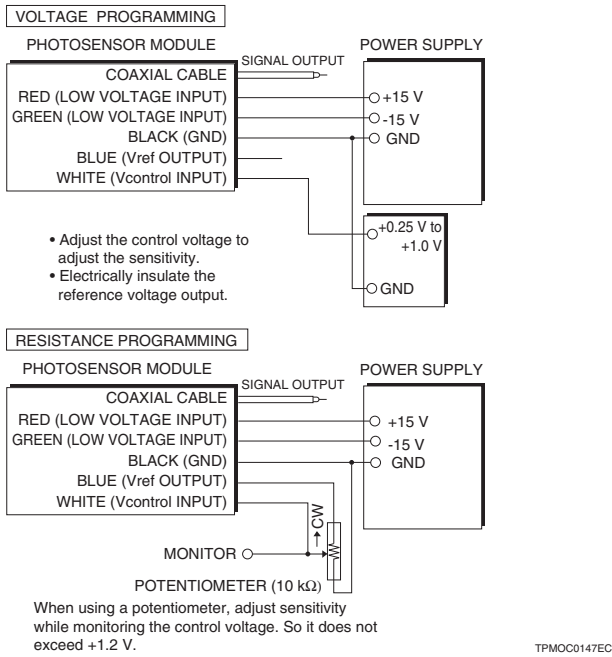 VOLTAGE PROGRAMMING
PHOTOSENSOR MODULE
POWER SUPPLY
SIGNAL OUTPUT
COAXIAL CABLE
RED (LOW VOLTAGE INPUT)
+15 V
GREEN (LOW VOLTAGE INPUT)
-15 V
BLACK (GND)
GND
BLUE (Vref OUTPUT)
WHITE (Vcontrol INPUT)
+0.25 V to
+1.0 V
GND
• Adjust the control voltage to
adjust the sensitivity.
• Electrically insulate the
reference voltage output.
RESISTANCE PROGRAMMING
PHOTOSENSOR MODULE
POWER SUPPLY
SIGNAL OUTPUT
COAXIAL CABLE
RED (LOW VOLTAGE INPUT)
+15 V
GREEN (LOW VOLTAGE INPUT)
-15 V
BLACK (GND)
GND
BLUE (Vref OUTPUT)
WHITE (Vcontrol INPUT)
CW
MONITOR
POTENTIOMETER (10 kΩ)
When using a potentiometer, adjust sensitivity
while monitoring the control voltage. So it does not
exceed +1.2 V.
TPMOC0147EC